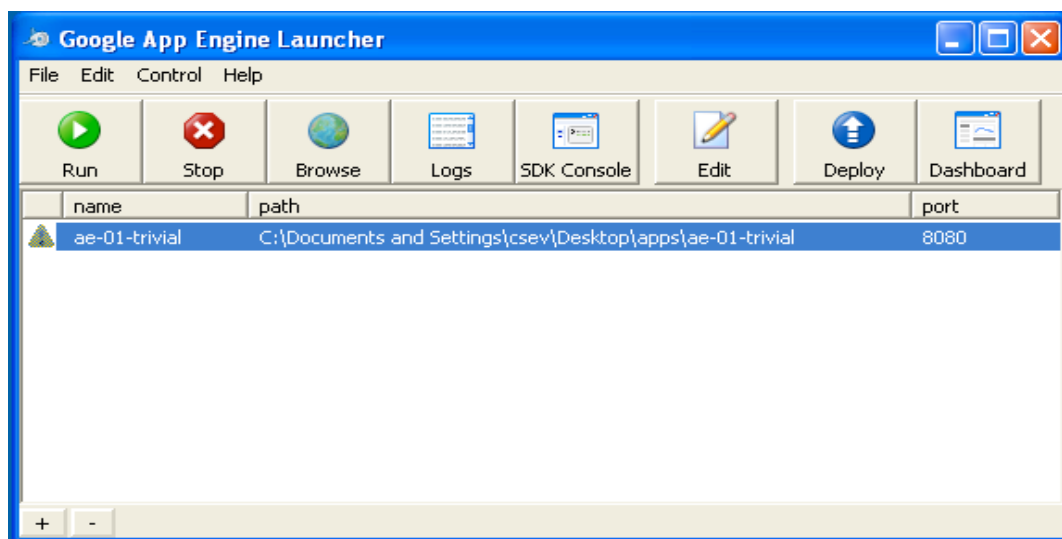 Google App Engine Launcher
File Edit Control Help
Run Stop Browse Logs SDK Console Edit Deploy Dashboard
name path port
ae-01-trivial C:\Documents and Settings\csev\Desktop\apps\ae-01-trivial 8080
+ -